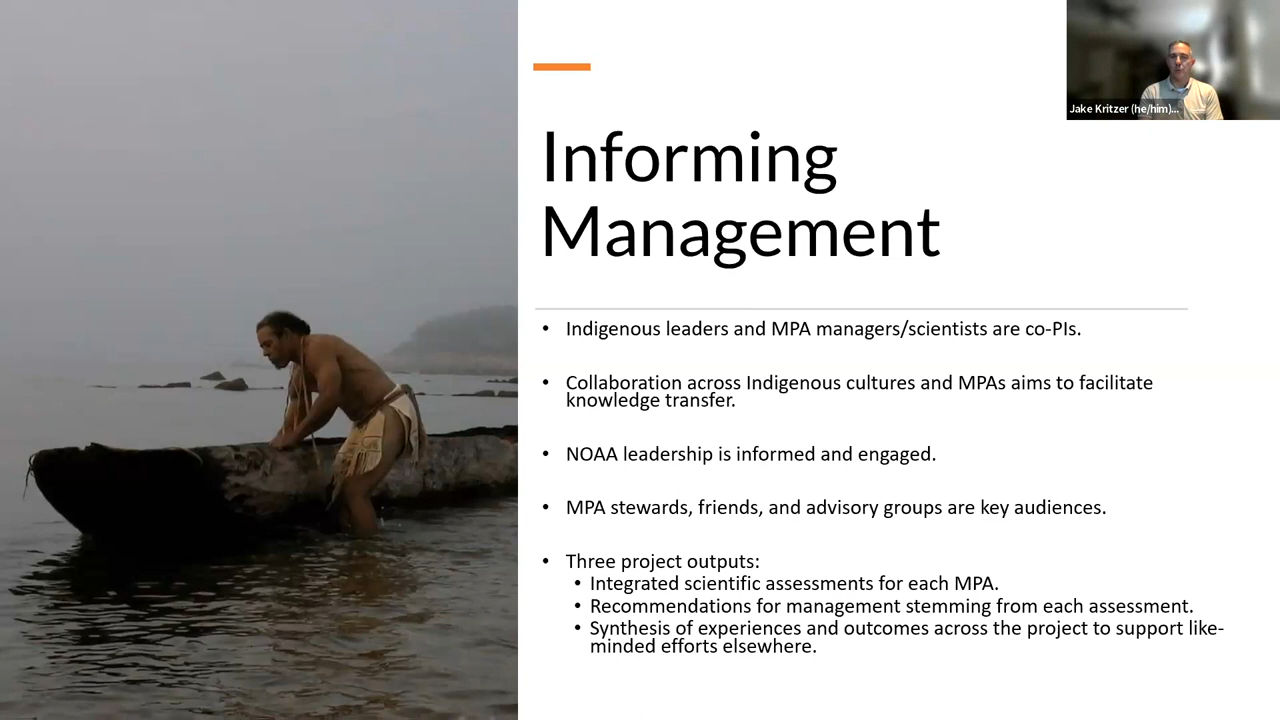 Jake Kritzer (he/him)...
Informing
Management
• Indigenous leaders and MPA managers/scientists are co-PIs.
• Collaboration across Indigenous cultures and MPAs aims to facilitate
knowledge transfer.
• NOAA leadership is informed and engaged.
• MPA stewards, friends, and advisory groups are key audiences.
• Three project outputs:
• Integrated scientific assessments for each MPA.
• Recommendations for management stemming from each assessment.
• Synthesis of experiences and outcomes across the project to support like-
minded efforts elsewhere.